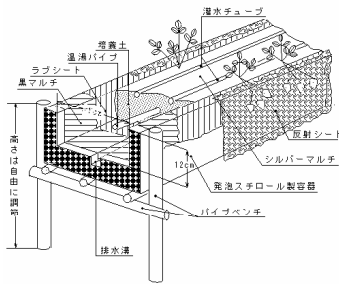 灌水チューブ
培養土
温湯パイプ
ラブシート
黒マルチ
反射シート
シルバーマルチ
12cm
発泡スチロール製容器
パイプベンチ
排水溝
高さは自由に調節